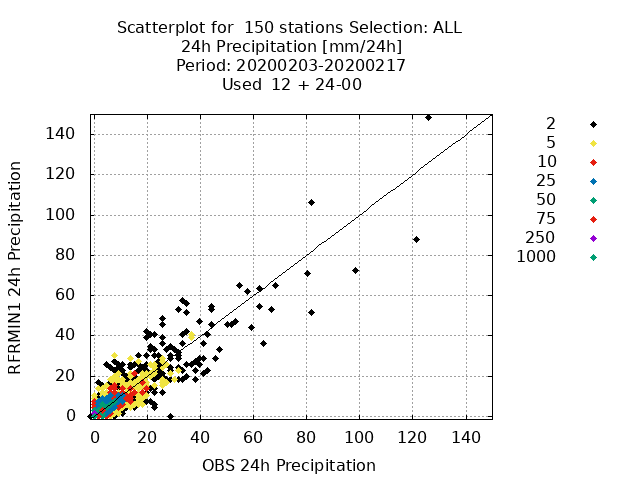 Scatterplot for  150 stations Selection: ALL
24h Precipitation [mm/24h]
Period: 20200203-20200217
Used  12 + 24-00
RFRMIN1 24h Precipitation
140
120
100
80
60
40
20
0
0 20 40 60 80 100 120 140
OBS 24h Precipitation
2
5
10
25
50
75
250
1000